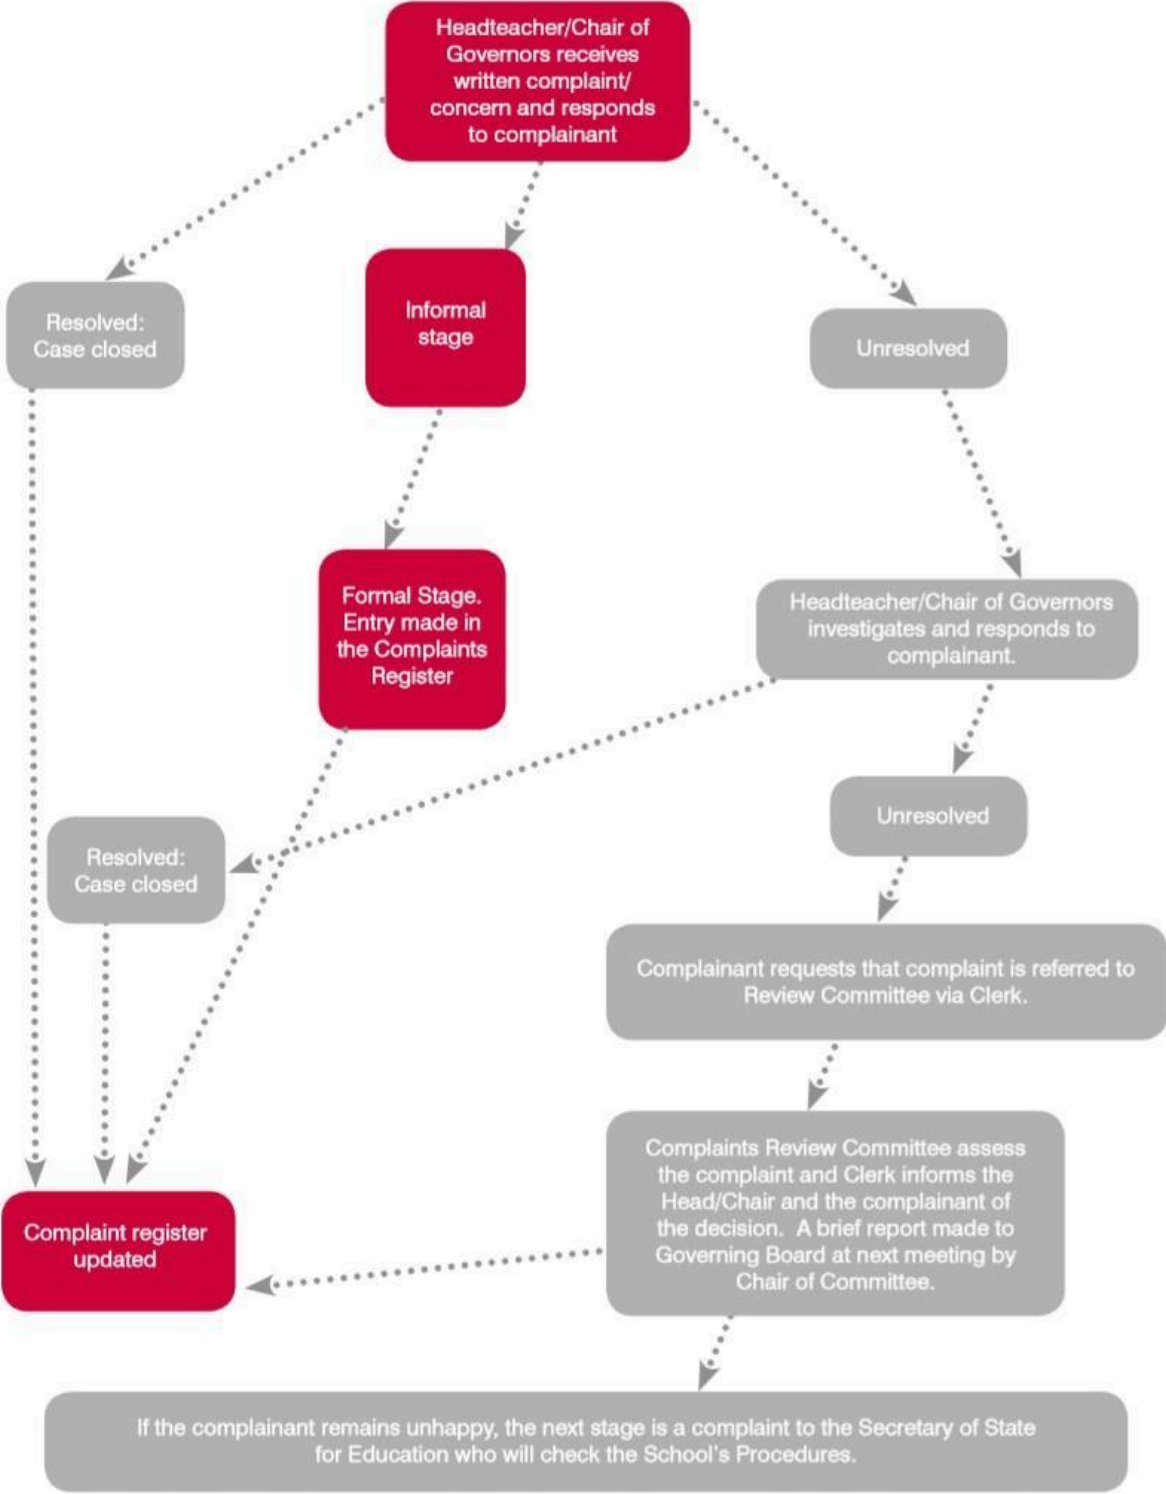 Headteacher/Chair of
Governors receives
written complaint/
concern and responds
to complainant
Resolved:
Case closed
Informal
stage
Unresolved
Formal Stage.
Entry made in
the Complaints
Register
Headteacher/Chair of Governors
investigates and responds to
complainant.
Unresolved
Resolved:
Case closed
Complainant requests that complaint is referred to
Review Committee via Clerk.
Complaints Review Committee assess
the complaint and Clerk informs the
Head/Chair and the complainant of
the decision.  A brief report made to
Governing Board at next meeting by
Chair of Committee.
Complaint register
updated
If the complainant remains unhappy, the next stage is a complaint to the Secretary of State
for Education who will check the School's Procedures.